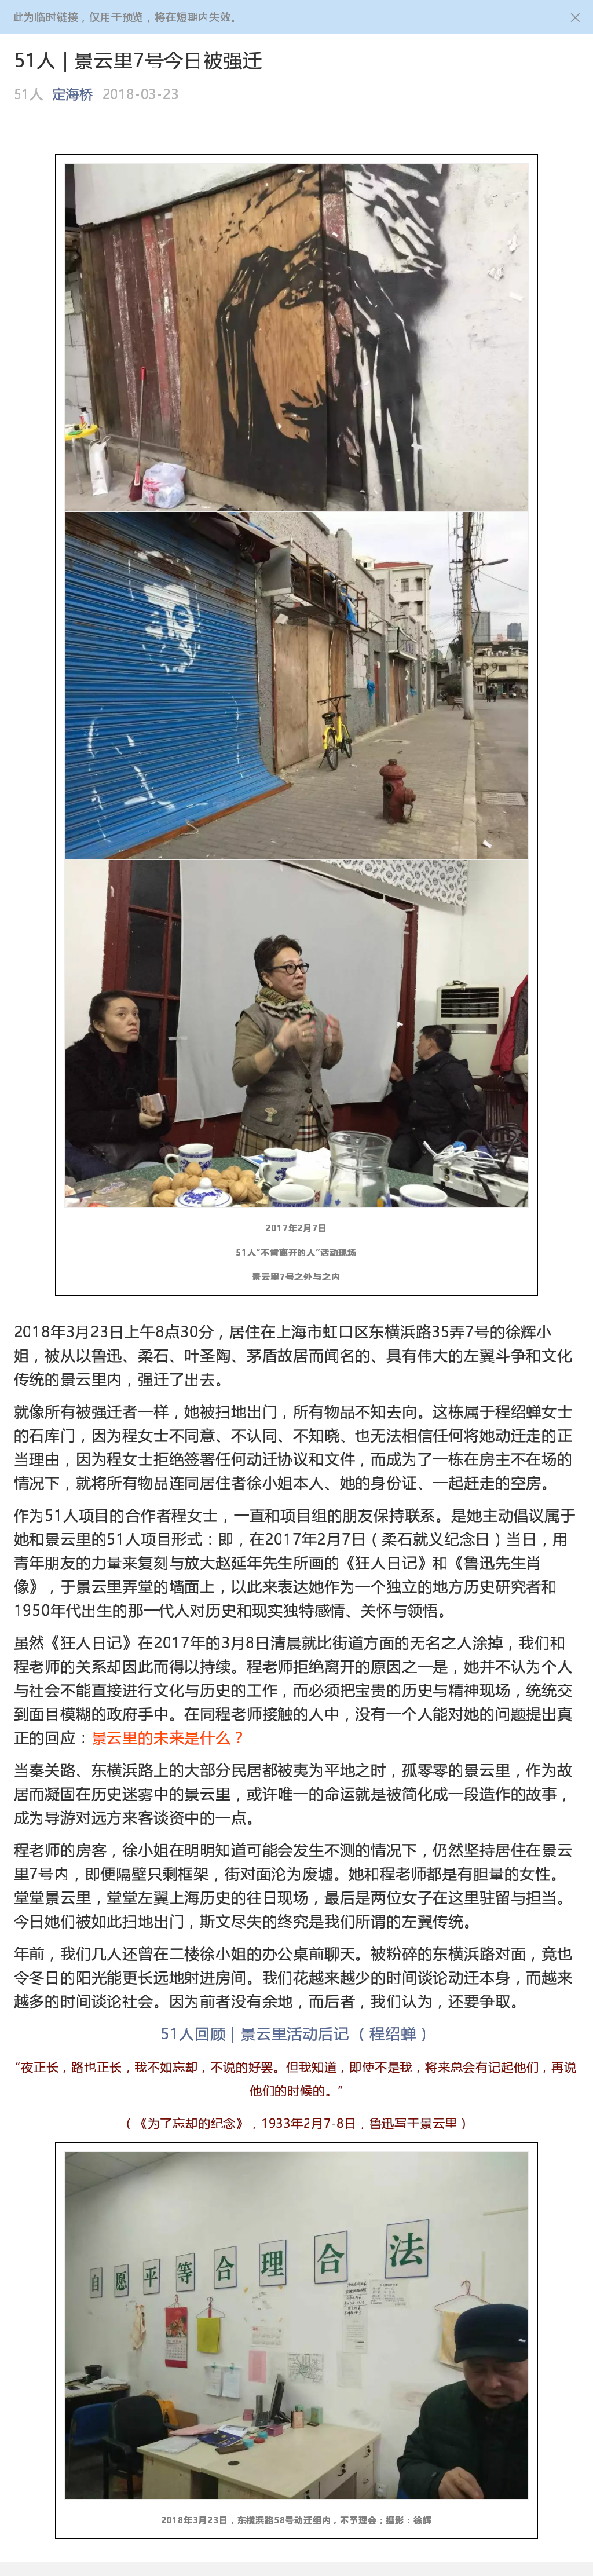 此为临时链接，仅用于预览，将在短期内失效。
51人 | 景云里7号今日被强迁
51人 定海桥 2018-03-23
2017年2月7日
51人“不肯离开的人”活动现场
景云里7号之外与之内
2018年3月23日上午8点30分，居住在上海市虹口区东横浜路35弄7号的徐辉小
姐，被从以鲁迅、柔石、叶圣陶、茅盾故居而闻名的、具有伟大的左翼斗争和文化
传统的景云里内，强迁了出去。
就像所有被强迁者一样，她被扫地出门，所有物品不知去向。这栋属于程绍蝉女士
的石库门，因为程女士不同意、不认同、不知晓、也无法相信任何将她动迁走的正
当理由，因为程女士拒绝签署任何动迁协议和文件，而成为了一栋在房主不在场的
情况下，就将所有物品连同居住者徐小姐本人、她的身份证、一起赶走的空房。
作为51人项目的合作者程女士，一直和项目组的朋友保持联系。是她主动倡议属于
她和景云里的51人项目形式：即，在2017年2月7日（柔石就义纪念日）当日，用
青年朋友的力量来复刻与放大赵延年先生所画的《狂人日记》和《鲁迅先生肖
像》，于景云里弄堂的墙面上，以此来表达她作为一个独立的地方历史研究者和
1950年代出生的那一代人对历史和现实独特感情、关怀与领悟。
虽然《狂人日记》在2017年的3月8日清晨就比街道方面的无名之人涂掉，我们和
程老师的关系却因此而得以持续。程老师拒绝离开的原因之一是，她并不认为个人
与社会不能直接进行文化与历史的工作，而必须把宝贵的历史与精神现场，统统交
到面目模糊的政府手中。在同程老师接触的人中，没有一个人能对她的问题提出真
正的回应：景云里的未来是什么？
当秦关路、东横浜路上的大部分民居都被夷为平地之时，孤零零的景云里，作为故
居而凝固在历史迷雾中的景云里，或许唯一的命运就是被简化成一段造作的故事，
成为导游对远方来客谈资中的一点。
程老师的房客，徐小姐在明明知道可能会发生不测的情况下，仍然坚持居住在景云
里7号内，即便隔壁只剩框架，街对面沦为废墟。她和程老师都是有胆量的女性。
堂堂景云里，堂堂左翼上海历史的往日现场，最后是两位女子在这里驻留与担当。
今日她们被如此扫地出门，斯文尽失的终究是我们所谓的左翼传统。
年前，我们几人还曾在二楼徐小姐的办公桌前聊天。被粉碎的东横浜路对面，竟也
令冬日的阳光能更长远地射进房间。我们花越来越少的时间谈论动迁本身，而越来
越多的时间谈论社会。因为前者没有余地，而后者，我们认为，还要争取。
51人回顾｜景云里活动后记（程绍蝉）
“夜正长，路也正长，我不如忘却，不说的好罢。但我知道，即使不是我，将来总会有记起他们，再说
他们的时候的。”
（《为了忘却的纪念》，1933年2月7-8日，鲁迅写于景云里）
自愿平等合理合法
2018年3月23日，东横浜路58号动迁组内，不予理会；摄影：徐辉